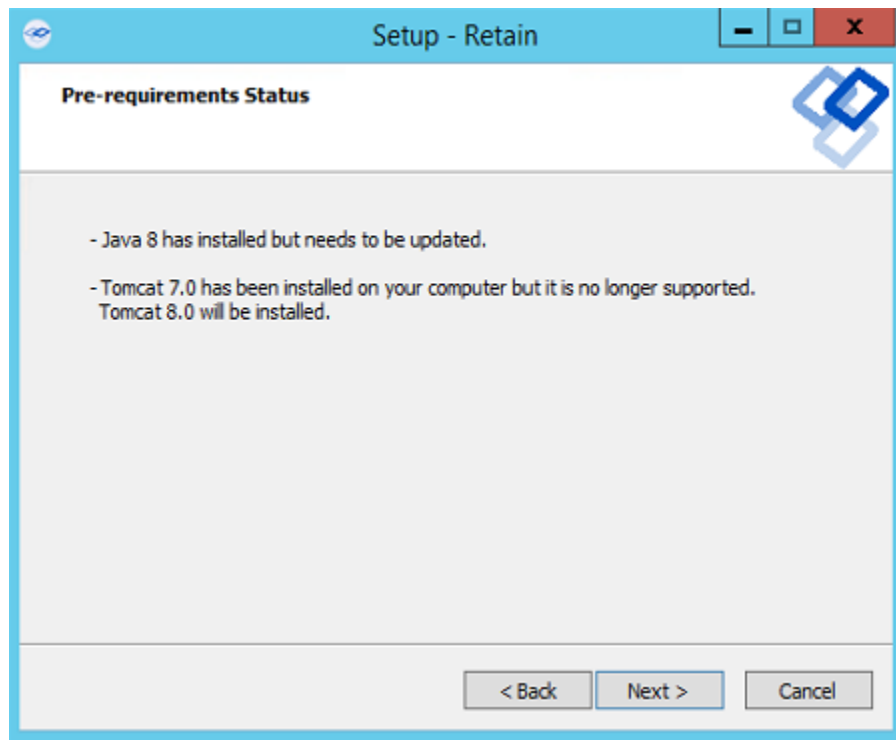 Setup - Retain
Pre-requirements Status
- Java 8 has installed but needs to be updated.
- Tomcat 7.0 has been installed on your computer but it is no longer supported.
Tomcat 8.0 will be installed.
< Back
Next >
Cancel